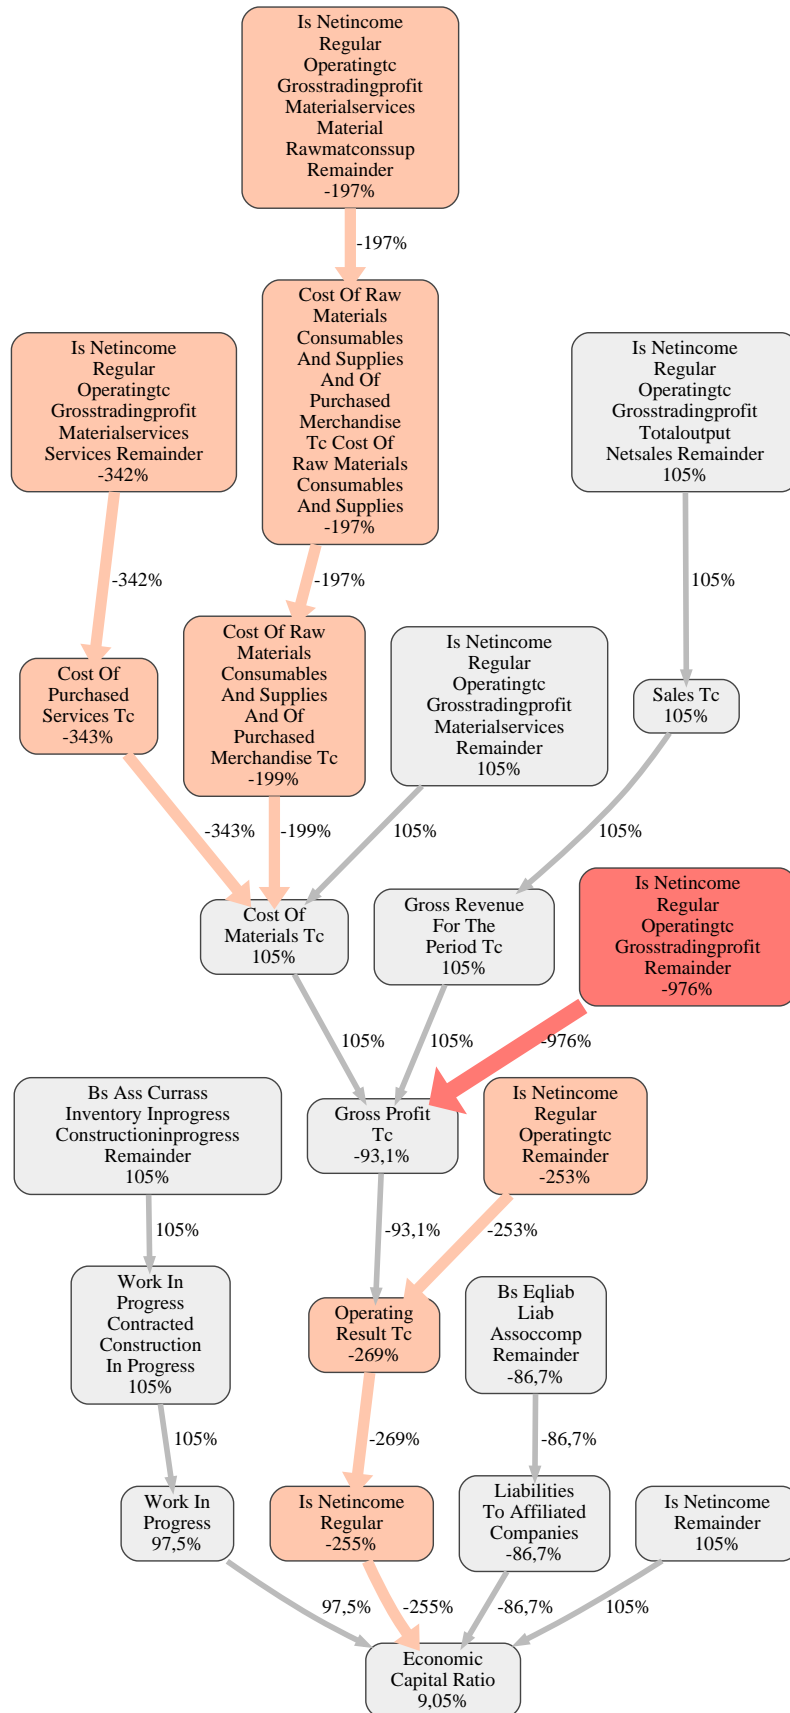 Is Netincome
Regular
Operatingtc
Grosstradingprofit
Materialservices
Material
Rawmatconssup
Remainder
-197%
-197%
Cost Of Raw
Materials
Consumables
And Supplies
And Of
Purchased
Merchandise
Tc Cost Of
Raw Materials
Consumables
And Supplies
-197%
Is Netincome
Regular
Operatingtc
Grosstradingprofit
Materialservices
Services Remainder
-342%
Is Netincome
Regular
Operatingtc
Grosstradingprofit
Totaloutput
Netsales Remainder
105%
-342%
-197%
105%
Cost Of
Purchased
Services Tc
-343%
Cost Of Raw
Materials
Consumables
And Supplies
And Of
Purchased
Merchandise Tc
-199%
Is Netincome
Regular
Operatingtc
Grosstradingprofit
Materialservices
Remainder
105%
Sales Tc
105%
-343%
-199%
105%
105%
Cost Of
Materials Tc
105%
Gross Revenue
For The
Period Tc
105%
Is Netincome
Regular
Operatingtc
Grosstradingprofit
Remainder
-976%
105%
105%
-976%
Bs Ass Currass
Inventory Inprogress
Constructioninprogress
Remainder
105%
Gross Profit
Tc
-93,1%
Is Netincome
Regular
Operatingtc
Remainder
-253%
105%
-93,1%
-253%
Work In
Progress
Contracted
Construction
In Progress
105%
Operating
Result Tc
-269%
Bs Eqliab
Liab
Assoccomp
Remainder
-86,7%
105%
-269%
-86,7%
Work In
Progress
97,5%
Is Netincome
Regular
-255%
Liabilities
To Affiliated
Companies
-86,7%
Is Netincome
Remainder
105%
97,5%
-255%
-86,7%
105%
Economic
Capital Ratio
9,05%